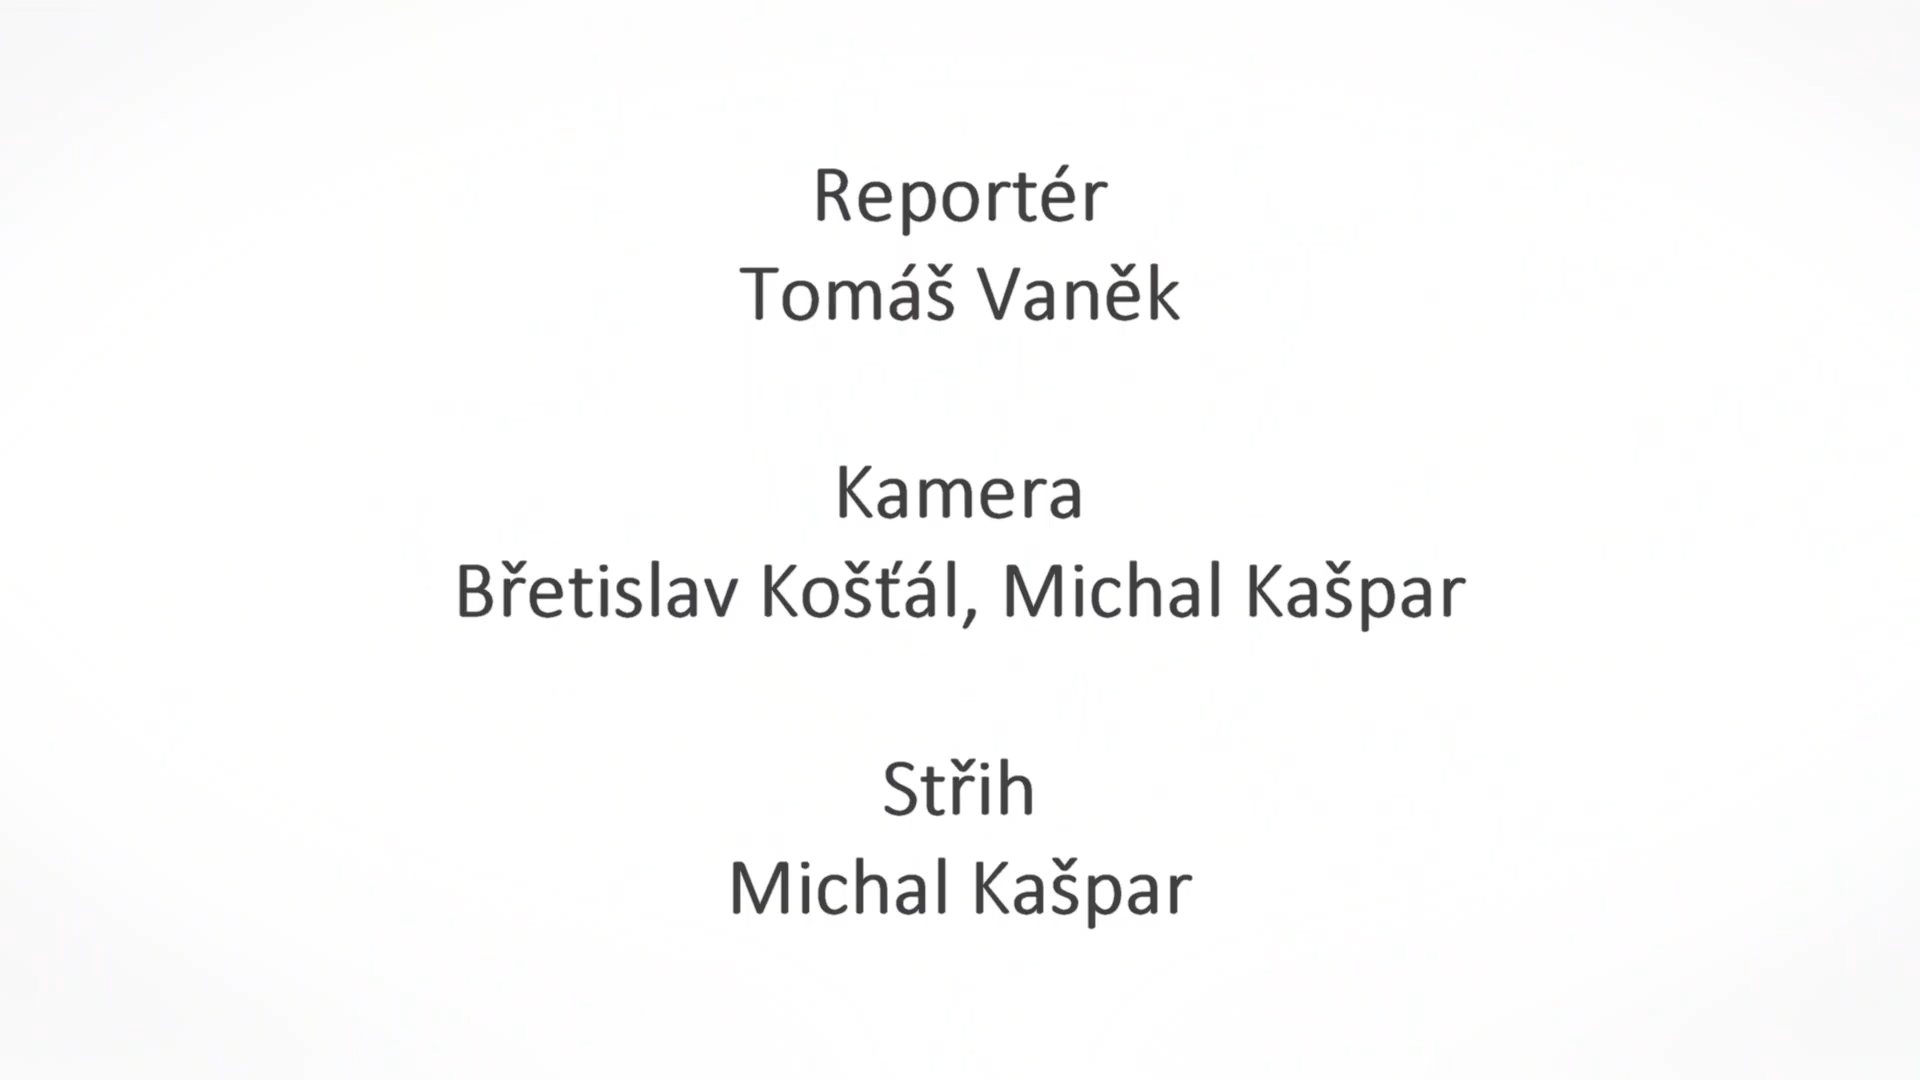 Reportér
Tomáš Vaněk
Kamera
Břetislav Košťál, Michal Kašpar
Střih
Michal Kašpar